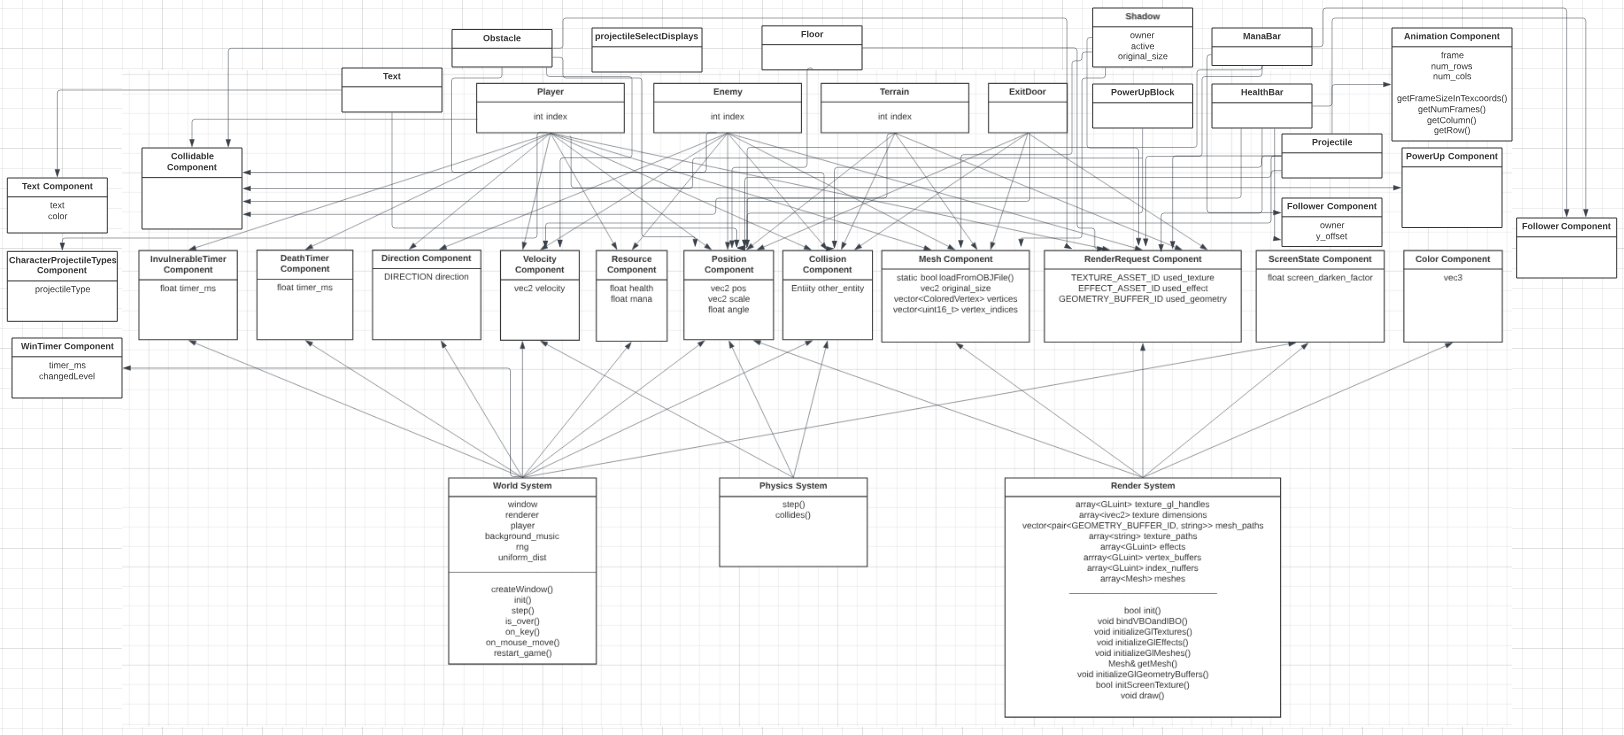 Obstacle
projectileSelectDisplays
Floor
Shadow
owner
active
original_size
ManaBar
Animation Component
frame
num_rows
num_cols
getFrameSizeInTexcoords()
getNumFrames()
getColumn()
getRow()
Text
Player
int index
Enemy
int index
Terrain
int index
ExitDoor
PowerUpBlock
HealthBar
Projectile
Collidable
Component
PowerUp Component
Text Component
text
color
Follower Component
owner
y_offset
Follower Component
CharacterProjectileTypes
Component
projectileType
InvulnerableTimer
Component
float timer_ms
DeathTimer
Component
float timer_ms
Direction Component
DIRECTION direction
Velocity
Component
vec2 velocity
Resource
Component
float health
float mana
Position
Component
vec2 pos
vec2 scale
float angle
Collision
Component
Entiity other_entity
Mesh Component
static bool loadFromOBJFile()
vec2 original_size
vector<ColoredVertex> vertices
vector<uint16_t> vertex_indices
RenderRequest Component
TEXTURE_ASSET_ID used_texture
EFFECT_ASSET_ID used_effect
GEOMETRY_BUFFER_ID used_geometry
ScreenState Component
float screen_darken_factor
Color Component
vec3
WinTimer Component
timer_ms
changedLevel
World System
window
renderer
player
background_music
rng
uniform_dist
createWindow()
init()
step()
is_over()
on_key()
on_mouse_move()
restart_game()
Physics System
step()
collides()
Render System
array<GLuint> texture_gl_handles
array<ivec2> texture dimensions
vector<pair<GEOMETRY_BUFFER_ID, string>> mesh_paths
array<string> texture_paths
array<GLuint> effects
arrray<GLuint> vertex_buffers
array<GLuint> index_nuffers
array<Mesh> meshes
bool init()
void bindVBOandIBO()
void initializeGlTextures()
void initializeGlEffects()
void initializeGlMeshes()
Mesh& getMesh()
void initializeGlGeometryBuffers()
bool initScreenTexture()
void draw()